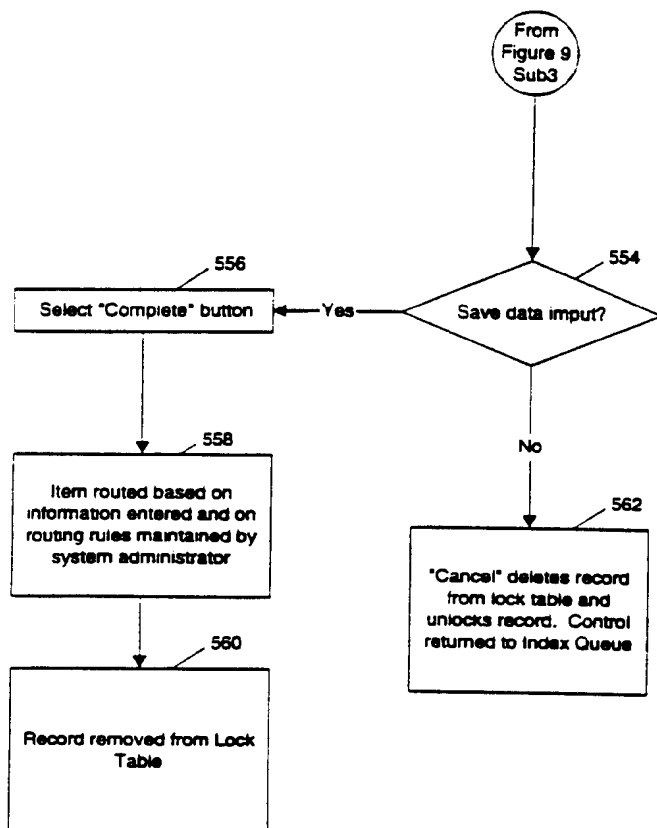 From
Figure 9
Sub3
554
Save data imput?
Yes
556
Select "Complete" button
558
Item routed based on
information entered and on
routing rules maintained by
system administrator
560
Record removed from Lock
Table
No
562
"Cancel" deletes record
from lock table and
unlocks record. Control
returned to Index Queue